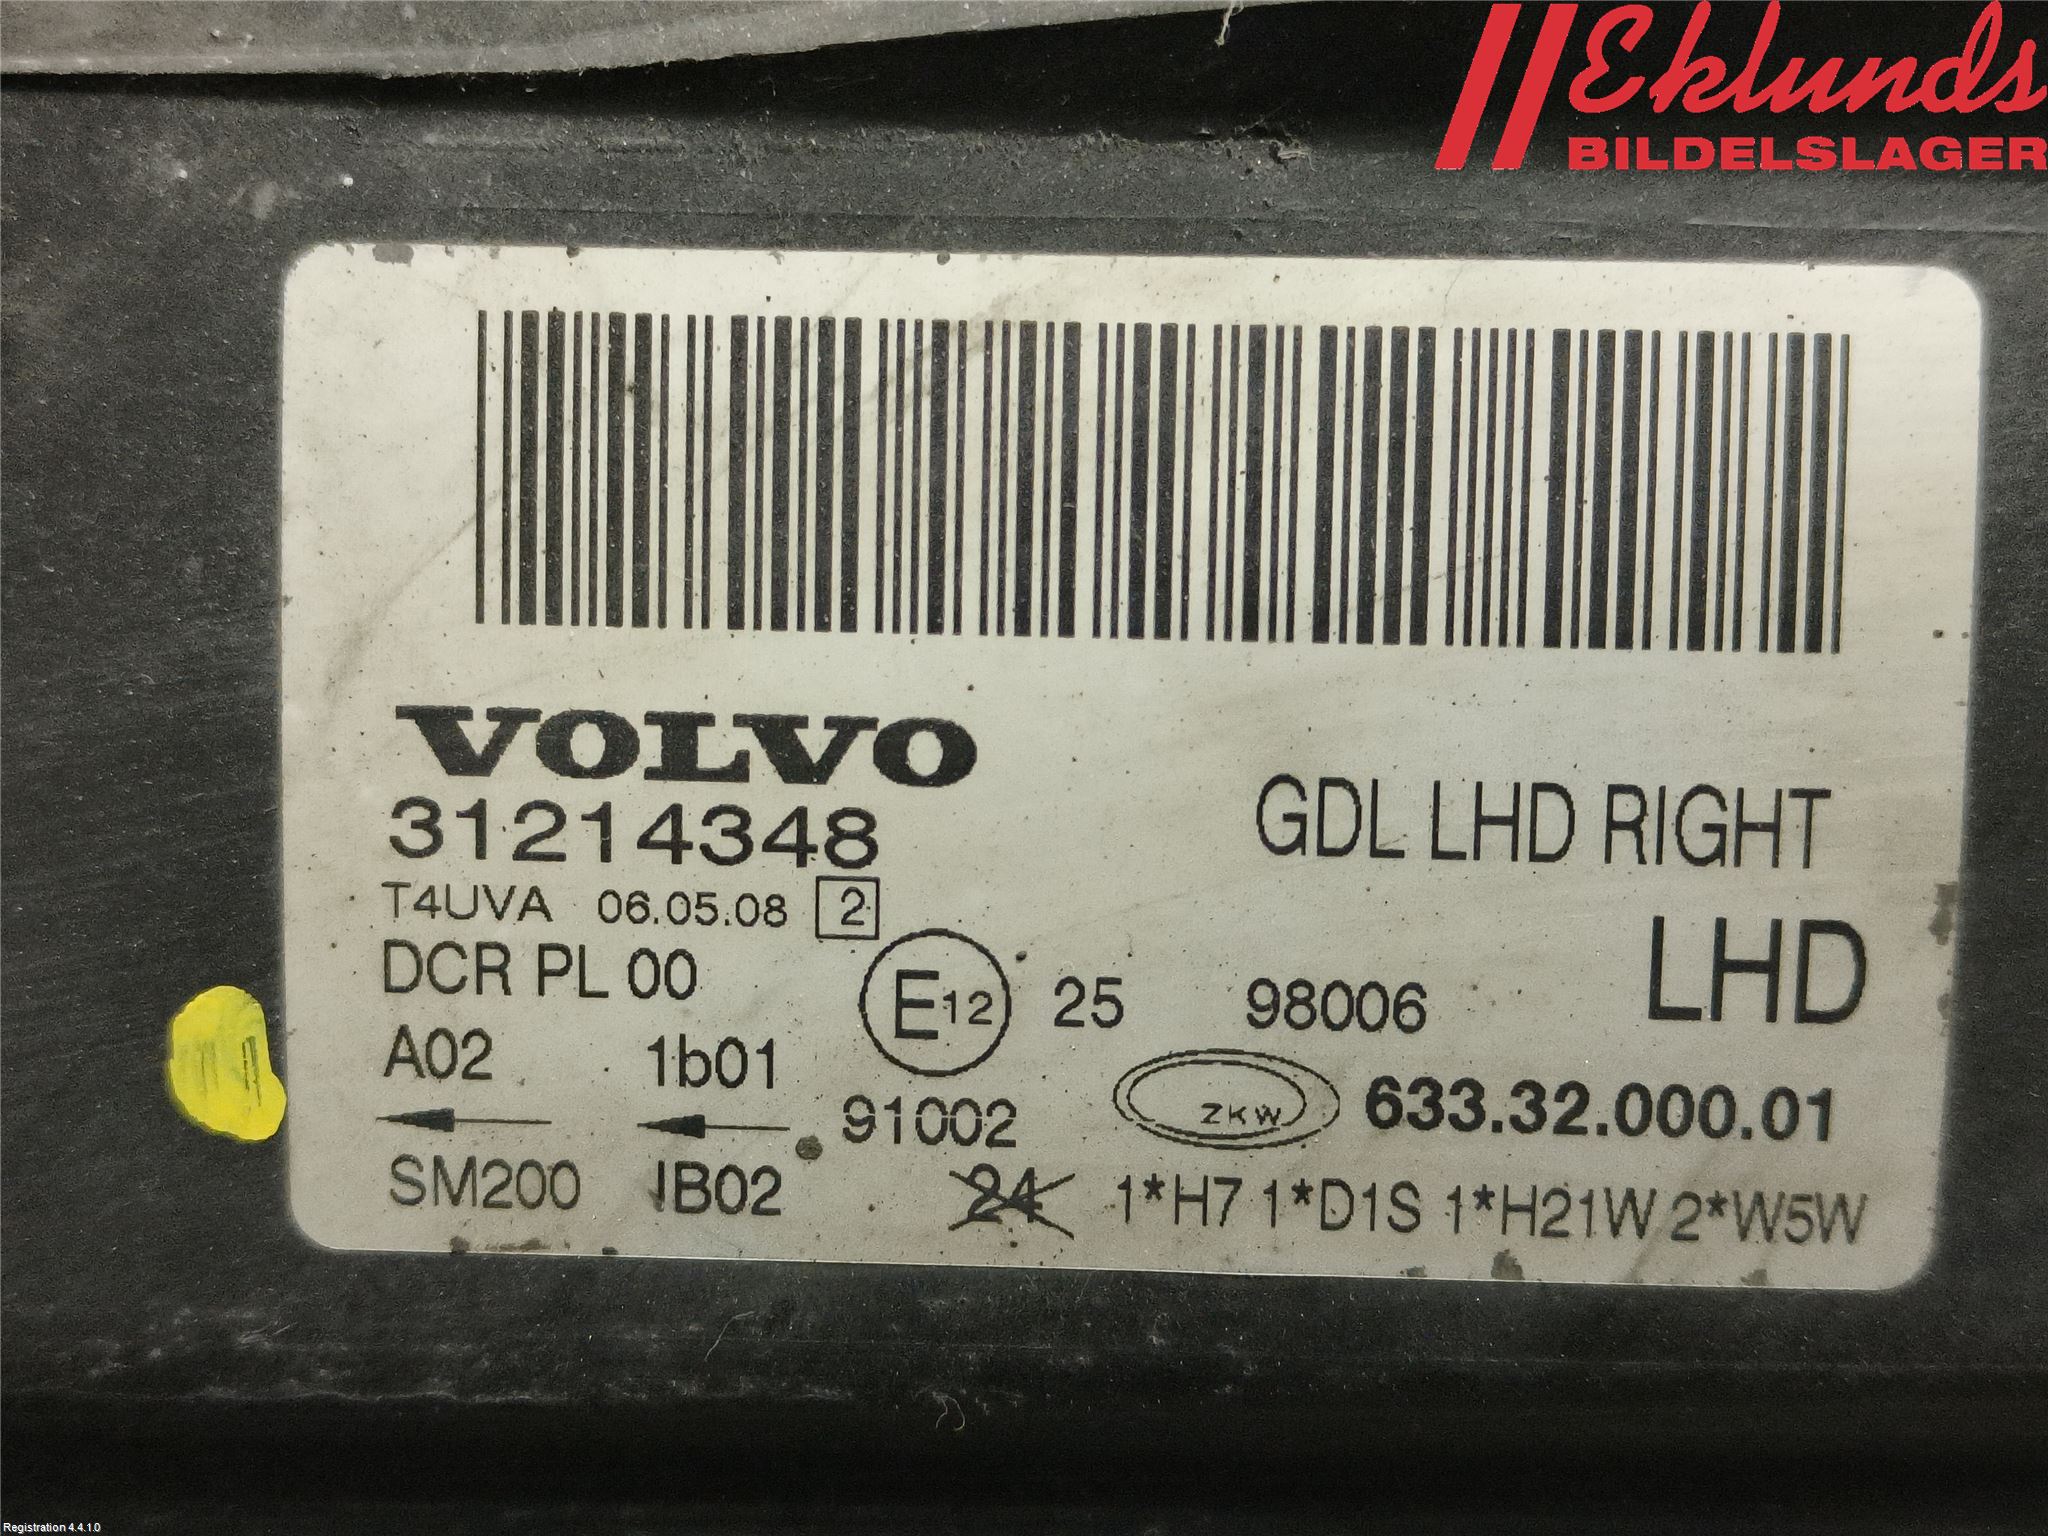 Eklunds
BILDELSLAGER
VOLVO
31214348
GDL LHD RIGHT
T4UVA 06.05.08 2
LHD
DCR PL 00
E12 25 98006
A02 1b01
ZKW 633.32.000.01
91002
SM200 IB02
24 1*H7 1*D1S 1*H21W 2*W5W
Registration 4.4.1.0